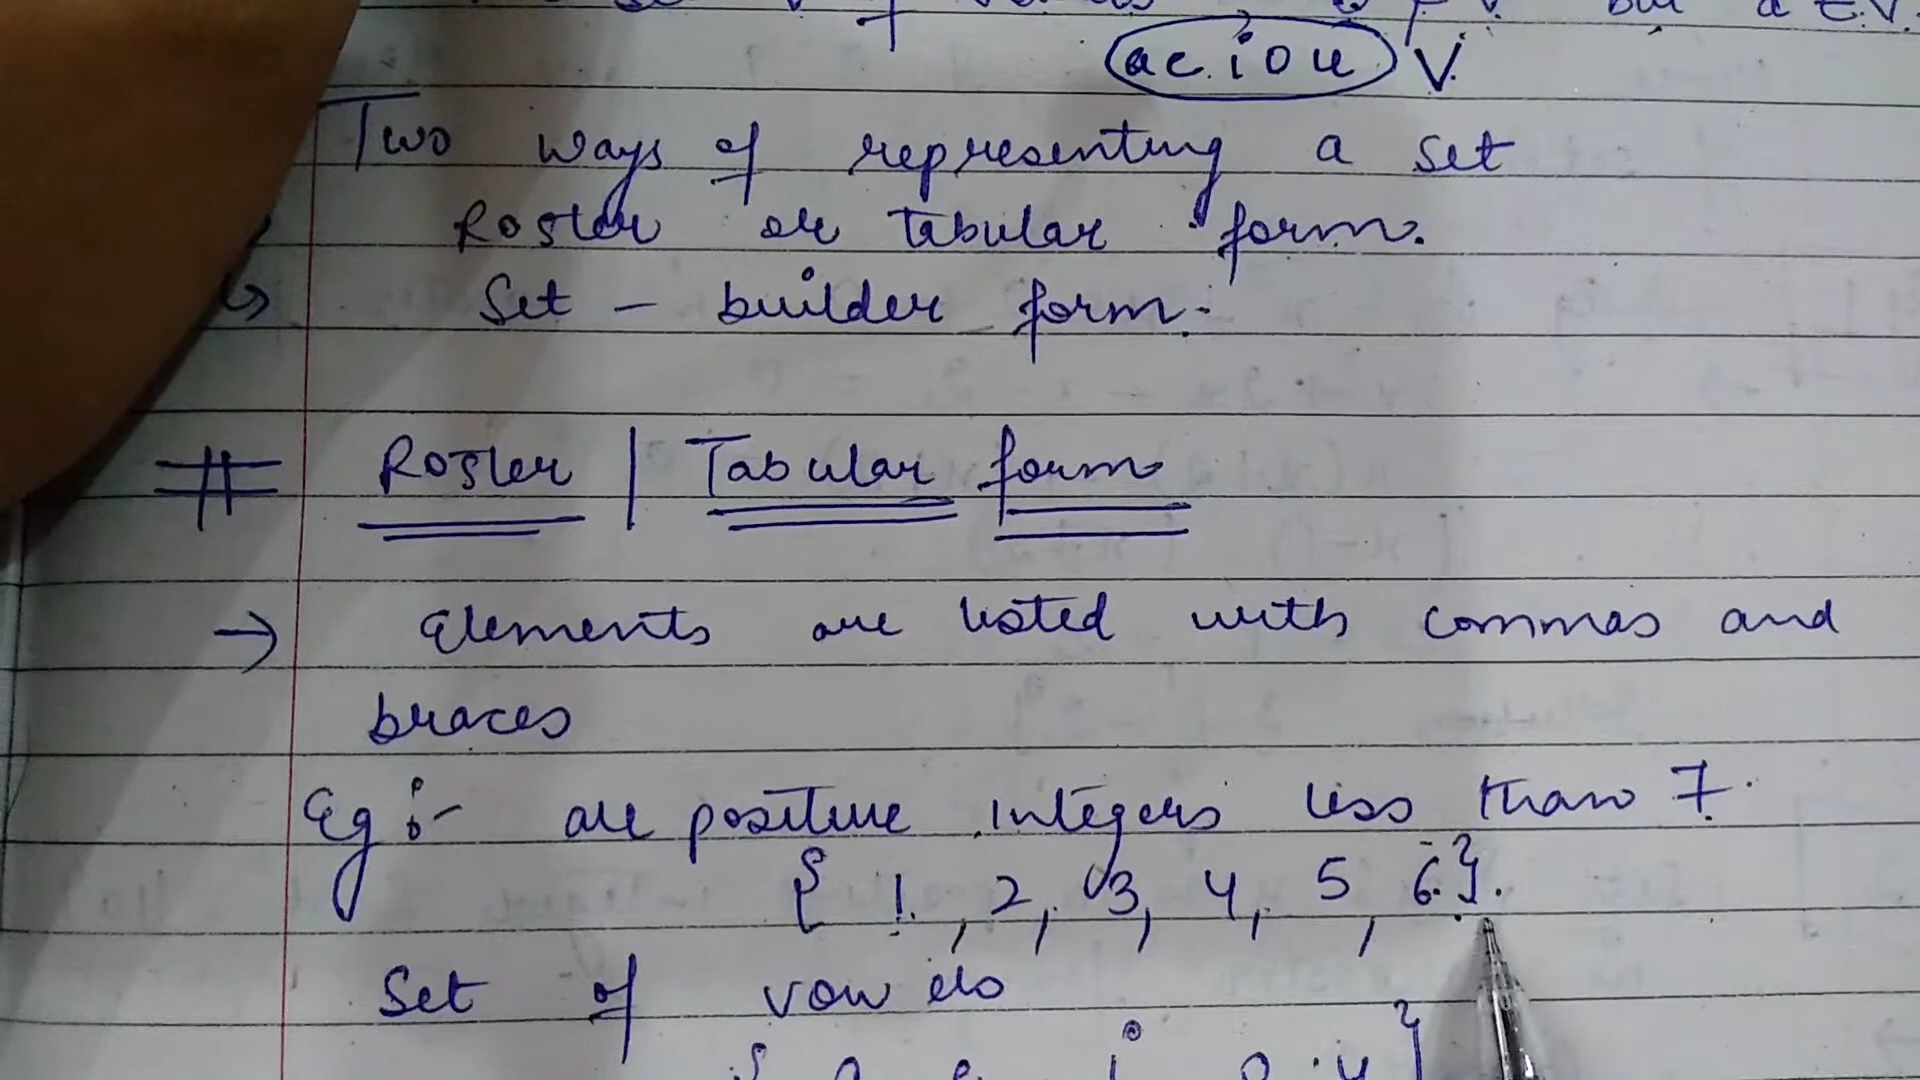 aeiou V.
Two ways of representing a set
Roster or tabular form.
↳ Set - builder form:-
# Roster | Tabular form
→ Elements are listed with commas and
braces
Eg:- all positive integers less than 7.
{ 1, 2, 3, 4, 5, 6 }.
Set of vowels
{ a e i o u }